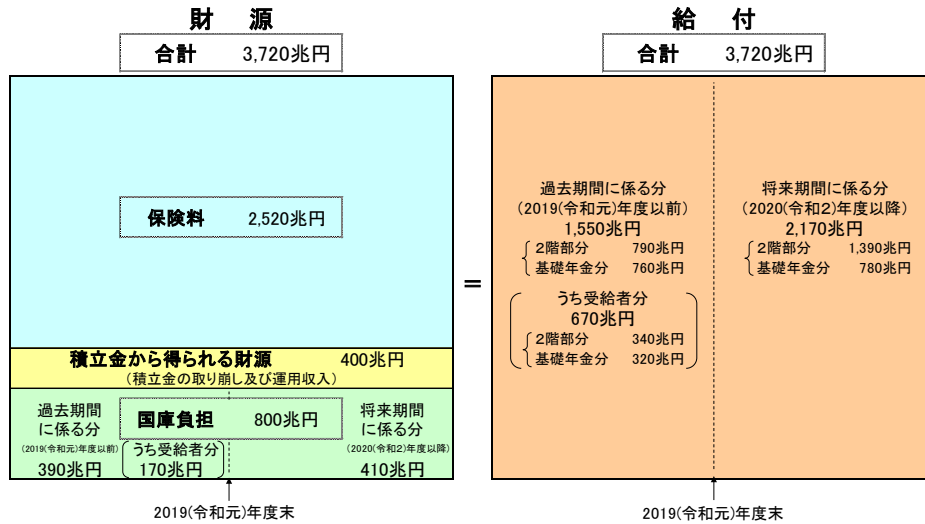 財　源
合計　3,720兆円
保険料　2,520兆円
積立金から得られる財源　400兆円
(積立金の取り崩し及び運用収入)
国庫負担　800兆円
過去期間
に係る分
(2019(令和元)年度以前)
390兆円
うち受給者分
170兆円
将来期間
に係る分
(2020(令和2)年度以降)
410兆円
2019(令和元)年度末
＝
給　付
合計　3,720兆円
過去期間に係る分
(2019(令和元)年度以前)
1,550兆円
2階部分　790兆円
基礎年金分　760兆円
うち受給者分
670兆円
2階部分　340兆円
基礎年金分　320兆円
将来期間に係る分
(2020(令和2)年度以降)
2,170兆円
2階部分　1,390兆円
基礎年金分　780兆円
2019(令和元)年度末